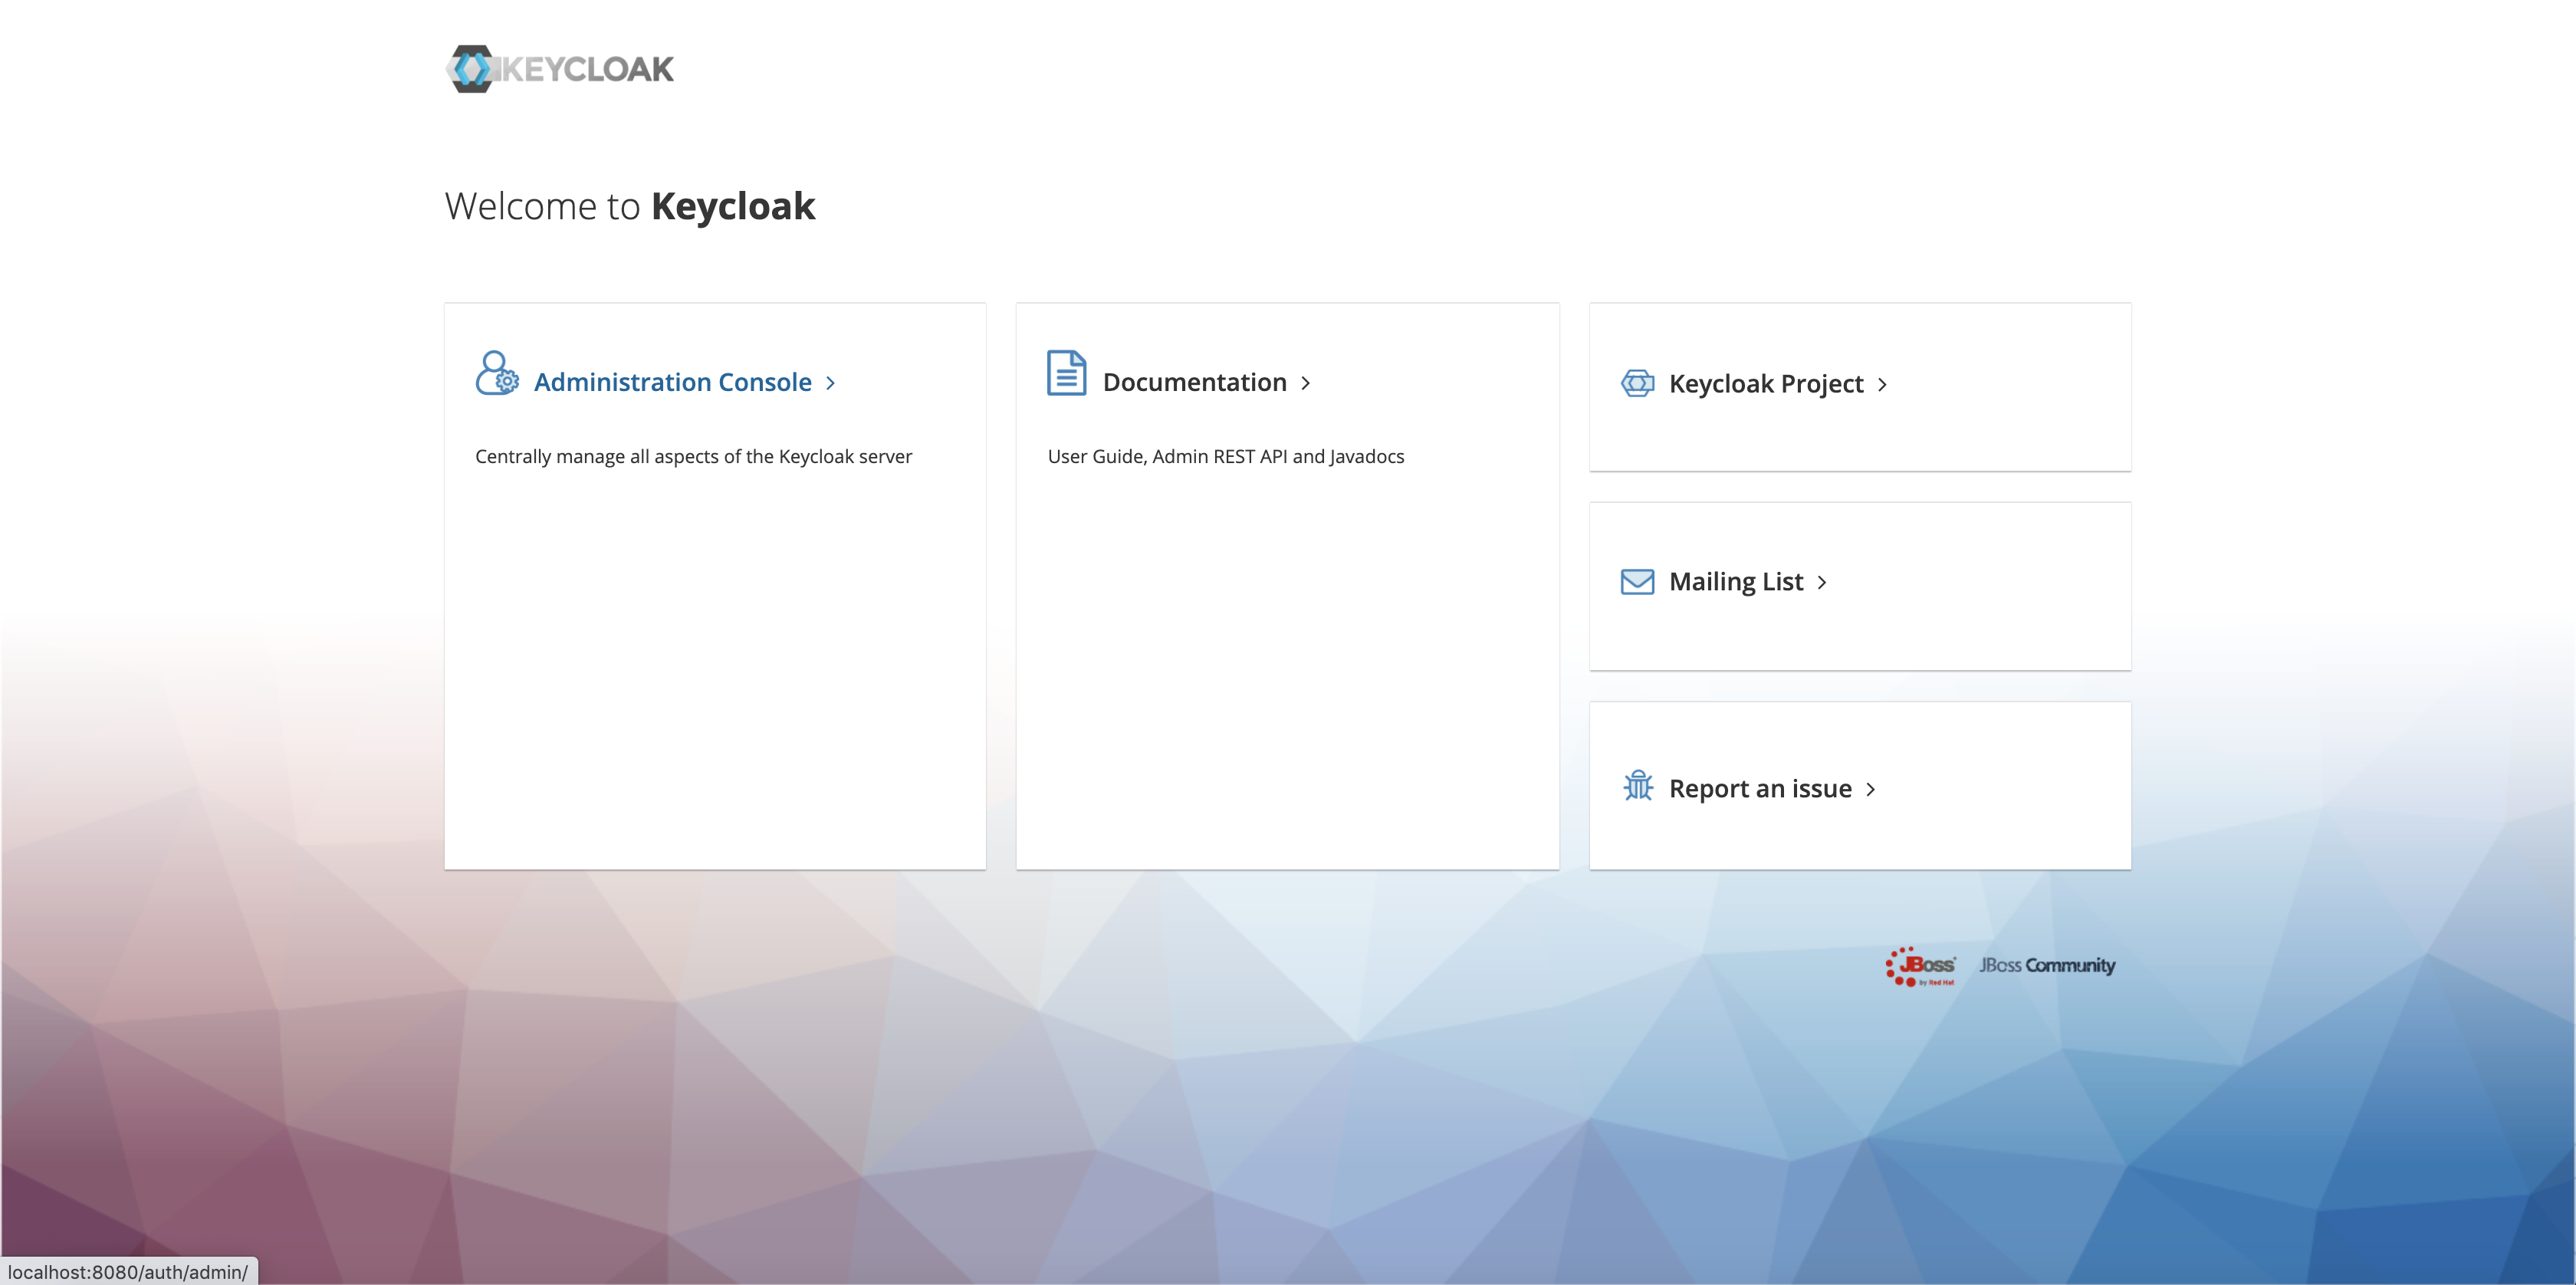 KEYCLOAK
Welcome to Keycloak
Administration Console
Centrally manage all aspects of the Keycloak server
Documentation
User Guide, Admin REST API and Javadocs
Keycloak Project
Mailing List
Report an issue
JBoss
by Red Hat
JBoss Community
localhost:8080/auth/admin/